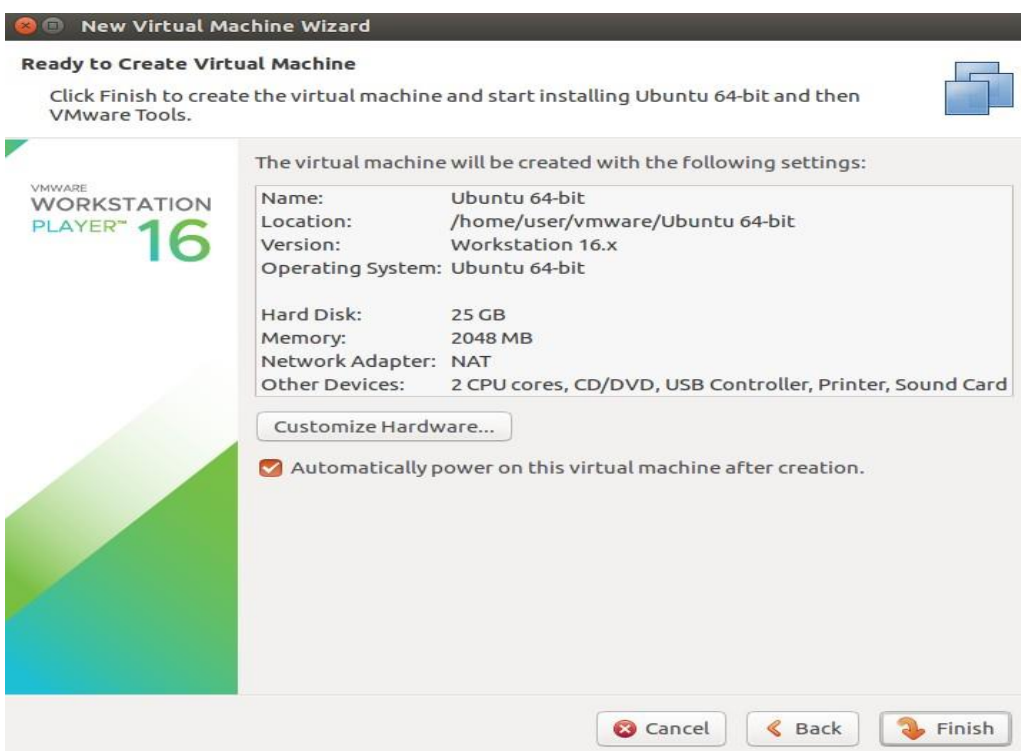 New Virtual Machine Wizard
Ready to Create Virtual Machine
Click Finish to create the virtual machine and start installing Ubuntu 64-bit and then
VMware Tools.
VMWARE
WORKSTATION
PLAYER™ 16
The virtual machine will be created with the following settings:
Name: Ubuntu 64-bit
Location: /home/user/vmware/Ubuntu 64-bit
Version: Workstation 16.x
Operating System: Ubuntu 64-bit
Hard Disk: 25 GB
Memory: 2048 MB
Network Adapter: NAT
Other Devices: 2 CPU cores, CD/DVD, USB Controller, Printer, Sound Card
Customize Hardware...
Automatically power on this virtual machine after creation.
Cancel
Back
Finish